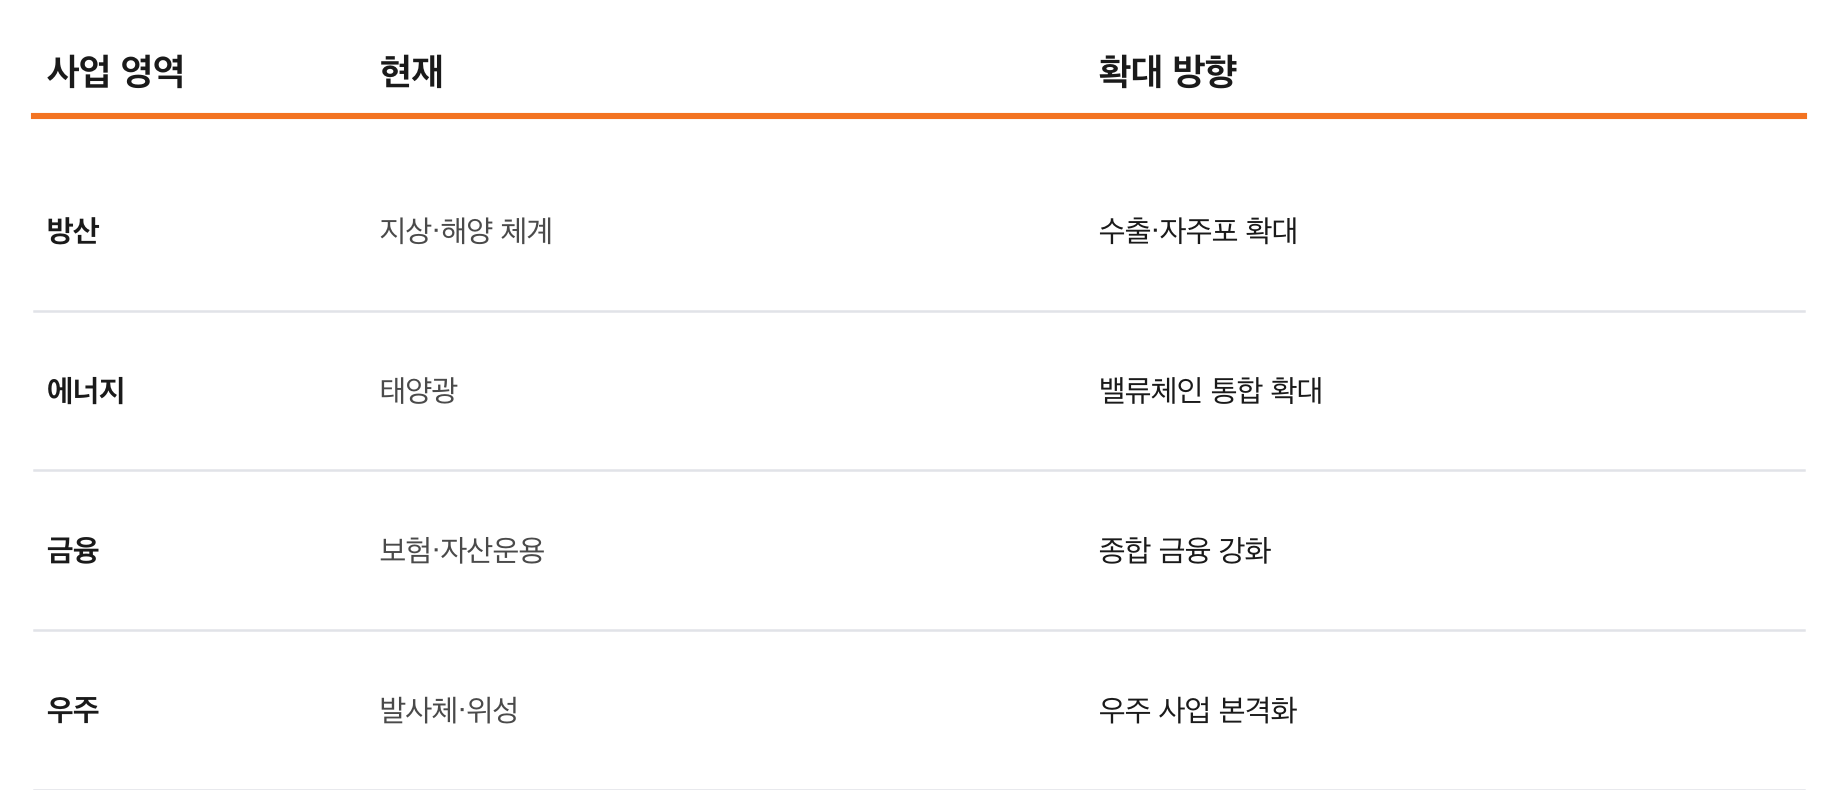 사업 영역 현재 확대 방향
방산 지상·해양 체계 수출·자주포 확대
에너지 태양광 밸류체인 통합 확대
금융 보험·자산운용 종합 금융 강화
우주 발사체·위성 우주 사업 본격화